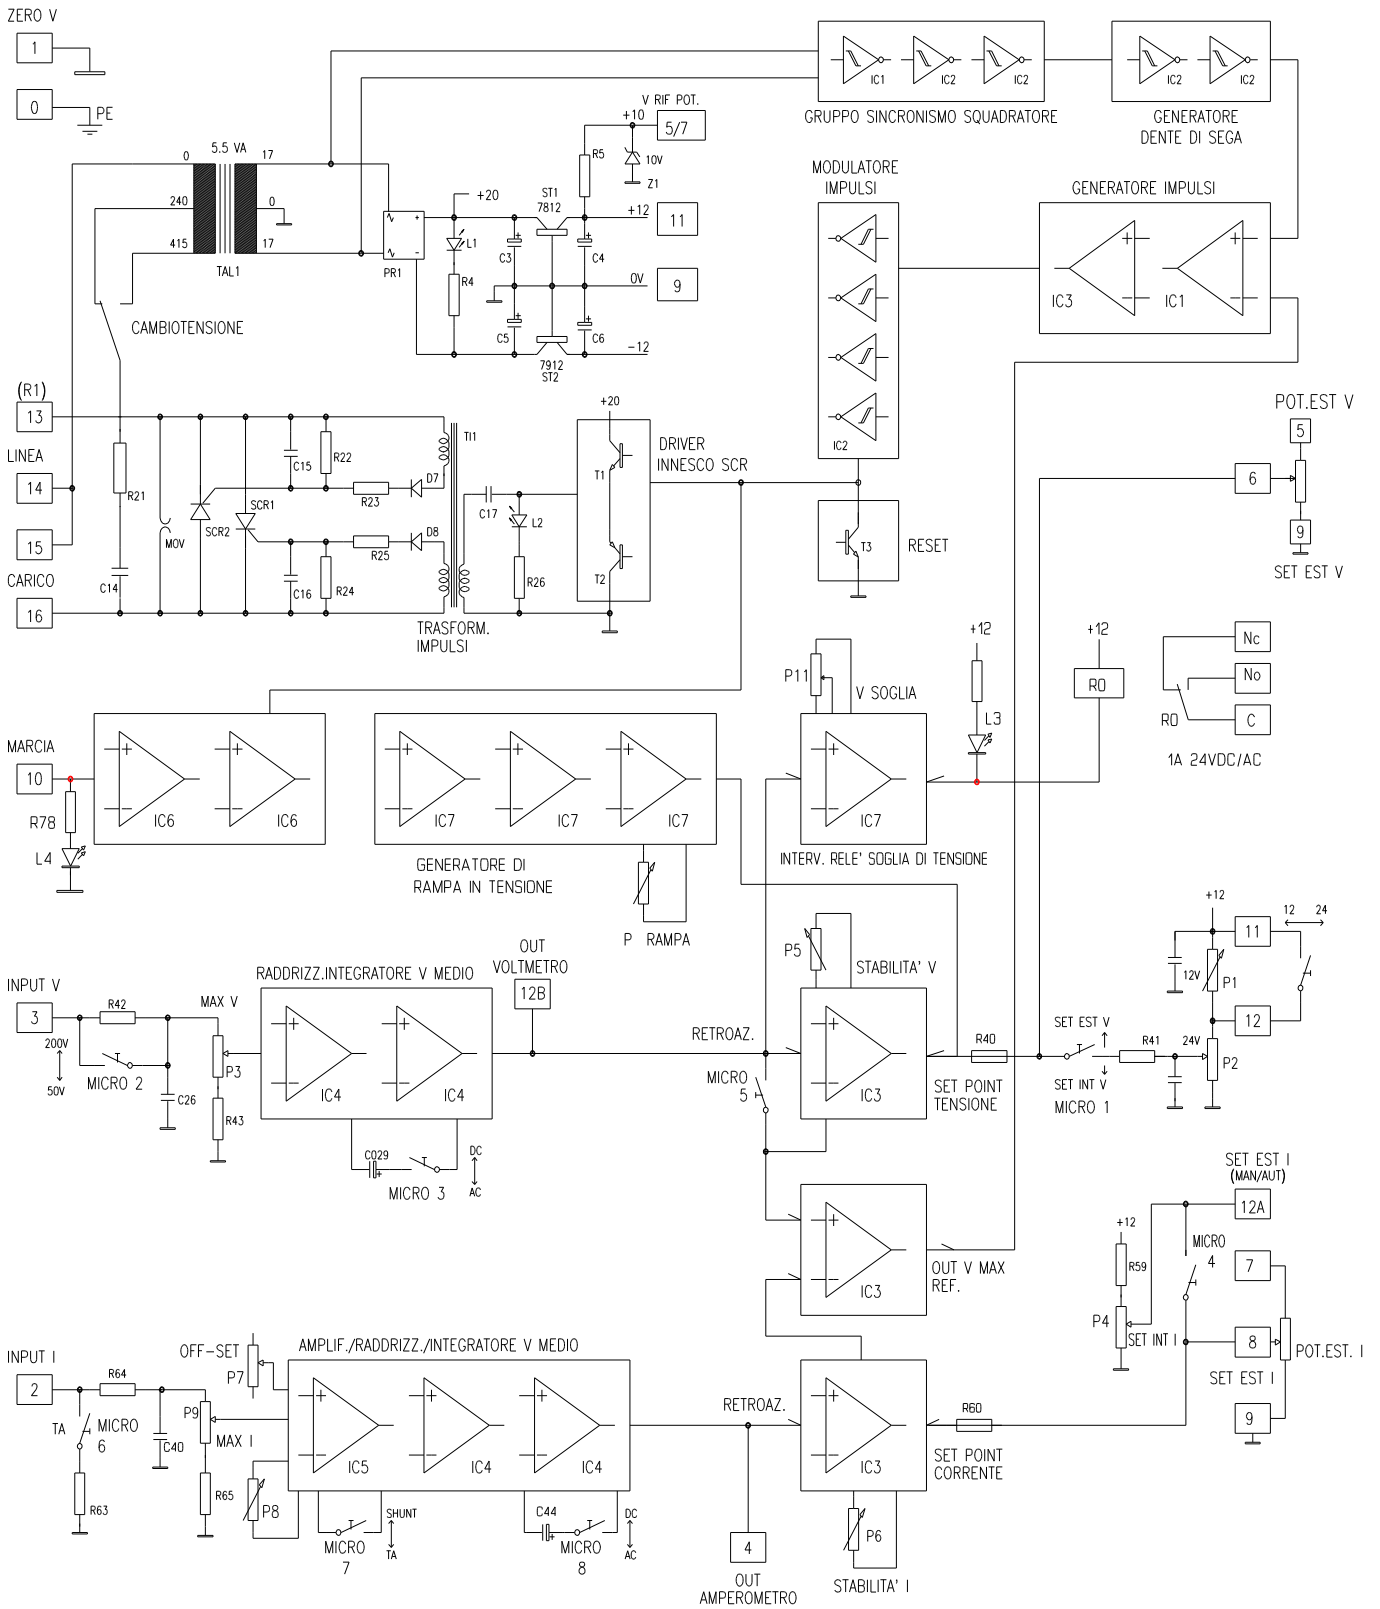 ZERO V
1
0
PE
5.5 VA
0
240
415
17
0
17
TAL1
CAMBIOTENSIONE
PR1
+20
L1
R4
C3
C5
ST1
7812
7912
ST2
C4
C6
R5
+10
10V
Z1
V RIF POT.
5/7
+12
11
0V
9
-12
IC1
IC2
IC2
GRUPPO SINCRONISMO SQUADRATORE
IC2
IC2
GENERATORE
DENTE DI SEGA
MODULATORE
IMPULSI
IC2
GENERATORE IMPULSI
IC3
IC1
(R1)
13
LINEA
14
15
CARICO
16
R21
C14
MOV
SCR2
SCR1
C15
R22
R23
D7
C16
R24
R25
D8
TI1
TRASFORM.
IMPULSI
C17
L2
R26
+20
T1
T2
DRIVER
INNESCO SCR
T3
RESET
POT.EST V
5
6
9
SET EST V
MARCIA
10
R78
L4
IC6
IC6
IC7
IC7
IC7
GENERATORE DI
RAMPA IN TENSIONE
P RAMPA
P11
V SOGLIA
IC7
INTERV. RELE' SOGLIA DI TENSIONE
+12
L3
+12
R0
Nc
No
C
R0
1A 24VDC/AC
INPUT V
3
200V
50V
R42
MICRO 2
C26
MAX V
P3
R43
RADDRIZZ.INTEGRATORE V MEDIO
IC4
IC4
C029
MICRO 3
DC
AC
OUT
VOLTMETRO
12B
RETROAZ.
MICRO
5
P5
STABILITA' V
IC3
R40
SET POINT
TENSIONE
SET EST V
SET INT V
MICRO 1
R41
24V
12V
+12
P1
P2
11
12
12
24
IC3
OUT V MAX
REF.
SET EST I
(MAN/AUT)
12A
MICRO
4
+12
R59
P4
SET INT I
7
8
SET EST I
9
POT.EST. I
INPUT I
2
TA
MICRO
6
R63
R64
C40
P9
MAX I
R65
OFF-SET
P7
P8
AMPLIF./RADDRIZZ./INTEGRATORE V MEDIO
IC5
IC4
IC4
SHUNT
TA
MICRO
7
C44
MICRO
8
DC
AC
RETROAZ.
4
OUT
AMPEROMETRO
IC3
P6
STABILITA' I
R60
SET POINT
CORRENTE